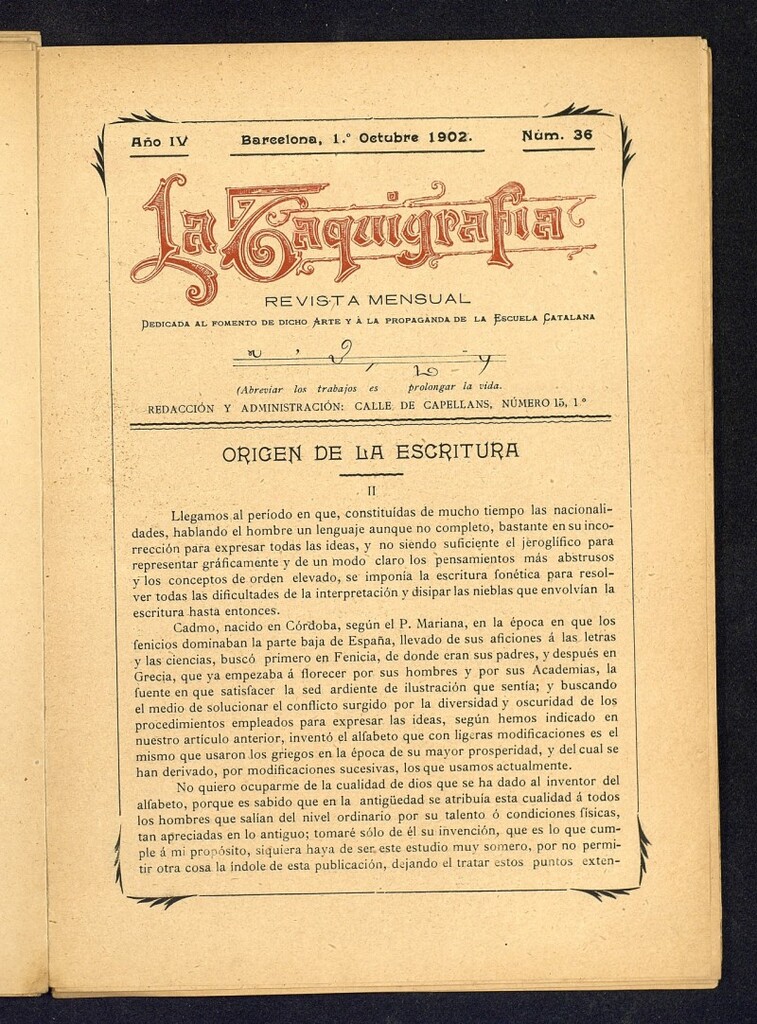 Año IV
Barcelona, 1.º Octubre 1902.
Núm. 36
La Taquigrafía
REVISTA MENSUAL
DEDICADA AL FOMENTO DE DICHO ARTE Y Á LA PROPAGANDA DE LA ESCUELA CATALANA
(Abreviar los trabajos es prolongar la vida.
REDACCIÓN Y ADMINISTRACIÓN: CALLE DE CAPELLANS, NÚMERO 15, 1.º
ORIGEN DE LA ESCRITURA
II
Llegamos al período en que, constituídas de mucho tiempo las nacionali-
dades, hablando el hombre un lenguaje aunque no completo, bastante en su inco-
rrección para expresar todas las ideas, y no siendo suficiente el jeroglífico para
representar gráficamente y de un modo claro los pensamientos más abstrusos
y los conceptos de orden elevado, se imponía la escritura fonética para resol-
ver todas las dificultades de la interpretación y disipar las nieblas que envolvían la
escritura hasta entonces.
Cadmo, nacido en Córdoba, según el P. Mariana, en la época en que los
fenicios dominaban la parte baja de España, llevado de sus aficiones á las letras
y las ciencias, buscó primero en Fenicia, de donde eran sus padres, y después en
Grecia, que ya empezaba á florecer por sus hombres y por sus Academias, la
fuente en que satisfacer la sed ardiente de ilustración que sentía; y buscando
el medio de solucionar el conflicto surgido por la diversidad y oscuridad de los
procedimientos empleados para expresar las ideas, según hemos indicado en
nuestro artículo anterior, inventó el alfabeto que con ligeras modificaciones es el
mismo que usaron los griegos en la época de su mayor prosperidad, y del cual se
han derivado, por modificaciones sucesivas, los que usamos actualmente.
No quiero ocuparme de la cualidad de dios que se ha dado al inventor del
alfabeto, porque es sabido que en la antigüedad se atribuía esta cualidad á todos
los hombres que salían del nivel ordinario por su talento ó condiciones físicas,
tan apreciadas en lo antiguo; tomaré sólo de él su invención, que es lo que cum-
ple á mi propósito, siquiera haya de ser este estudio muy somero, por no permi-
tir otra cosa la índole de esta publicación, dejando el tratar estos puntos exten-